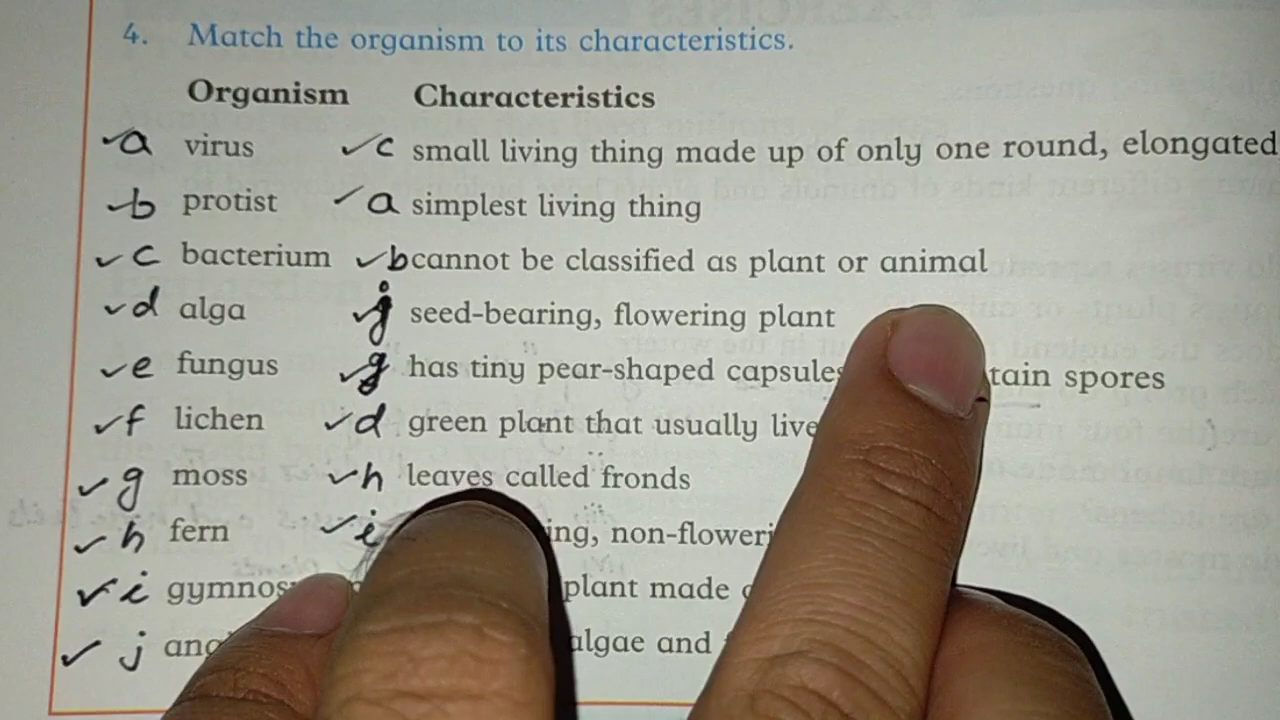 4. Match the organism to its characteristics.
Organism Characteristics
a virus c small living thing made up of only one round, elongated
b protist a simplest living thing
c bacterium b cannot be classified as plant or animal
d alga j seed-bearing, flowering plant
e fungus g has tiny pear-shaped capsules tain spores
f lichen d green plant that usually live
g moss h leaves called fronds
h fern i ing, non-floweri
i gymnos plant made
j ang algae and